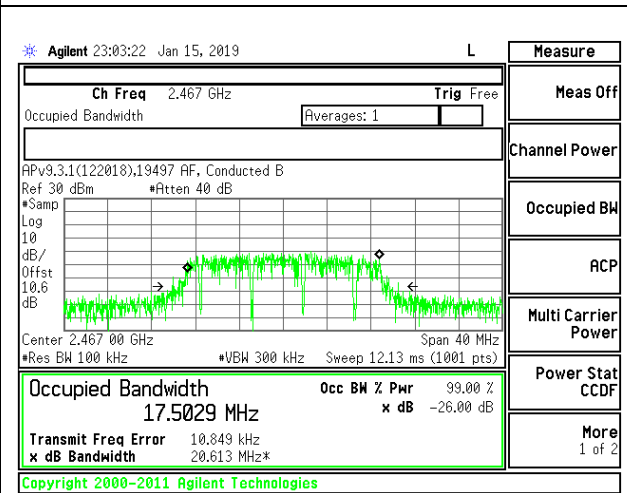 Agilent 23:03:22 Jan 15, 2019 L
Measure
Ch Freq 2.467 GHz Trig Free
Occupied Bandwidth Averages: 1
Meas Off
Channel Power
Occupied BW
ACP
Multi Carrier
Power
Power Stat
CCDF
More
1 of 2
APv9.3.1(122018),19497 AF, Conducted B
Ref 30 dBm #Atten 40 dB
#Samp
Log
10
dB/
Offst
10.6
dB
Center 2.467 00 GHz Span 40 MHz
#Res BW 100 kHz #VBW 300 kHz Sweep 12.13 ms (1001 pts)
Occupied Bandwidth Occ BW % Pwr 99.00 %
17.5029 MHz x dB -26.00 dB
Transmit Freq Error 10.849 kHz
x dB Bandwidth 20.613 MHz*
Copyright 2000-2011 Agilent Technologies